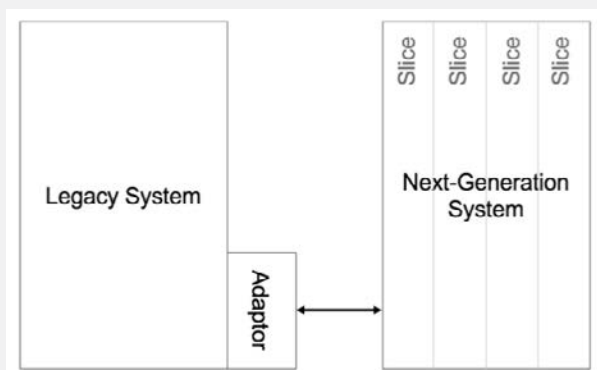 Slice
Slice
Slice
Slice
Legacy System
Next-Generation
System
Adaptor